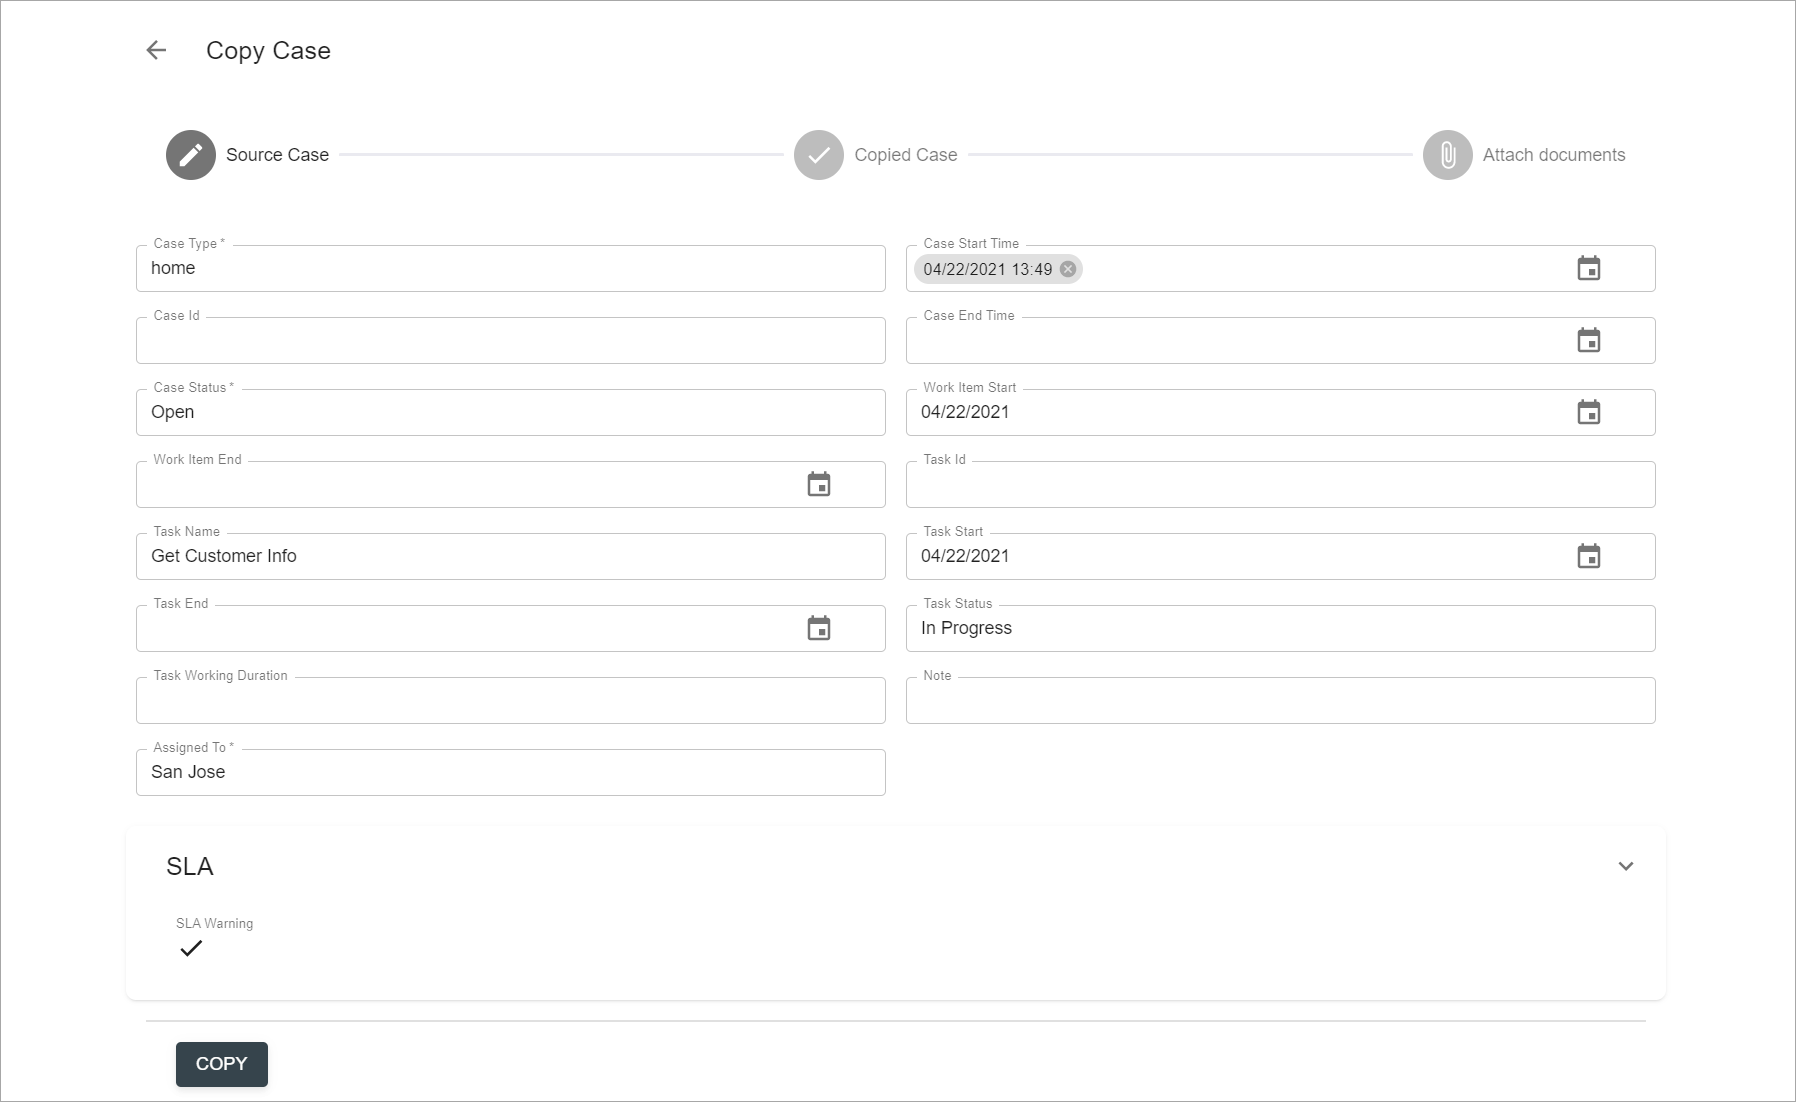 Copy Case
Source Case
Copied Case
Attach documents
Case Type *
home
Case Start Time
04/22/2021 13:49
Case Id
Case End Time
Case Status *
Open
Work Item Start
04/22/2021
Work Item End
Task Id
Task Name
Get Customer Info
Task Start
04/22/2021
Task End
Task Status
In Progress
Task Working Duration
Note
Assigned To *
San Jose
SLA
SLA Warning
COPY